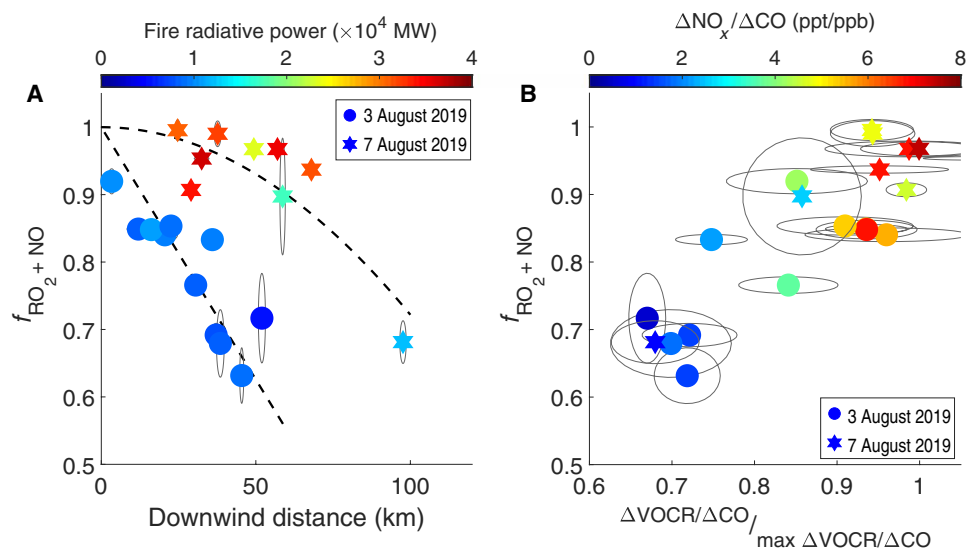 Fire radiative power (×10⁴ MW)
0 1 2 3 4
A
3 August 2019
7 August 2019
1
0.9
0.8
0.7
0.6
0.5
f RO₂ + NO
0 50 100
Downwind distance (km)
ΔNOₓ/ΔCO (ppt/ppb)
0 2 4 6 8
B
1
0.9
0.8
0.7
0.6
0.5
f RO₂ + NO
3 August 2019
7 August 2019
0.6 0.7 0.8 0.9 1
ΔVOCR/ΔCO/max ΔVOCR/ΔCO